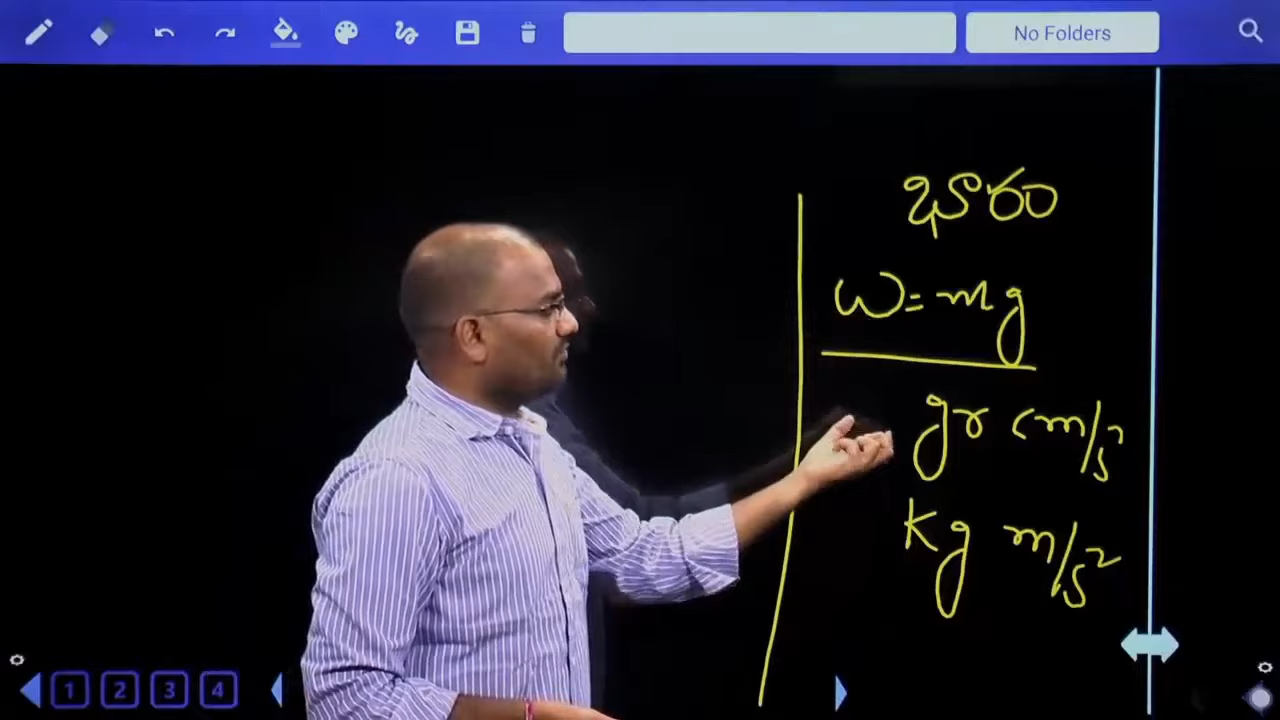 No Folders
భారం
W = mg
gr cm/s²
Kg m/s²
1 2 3 4